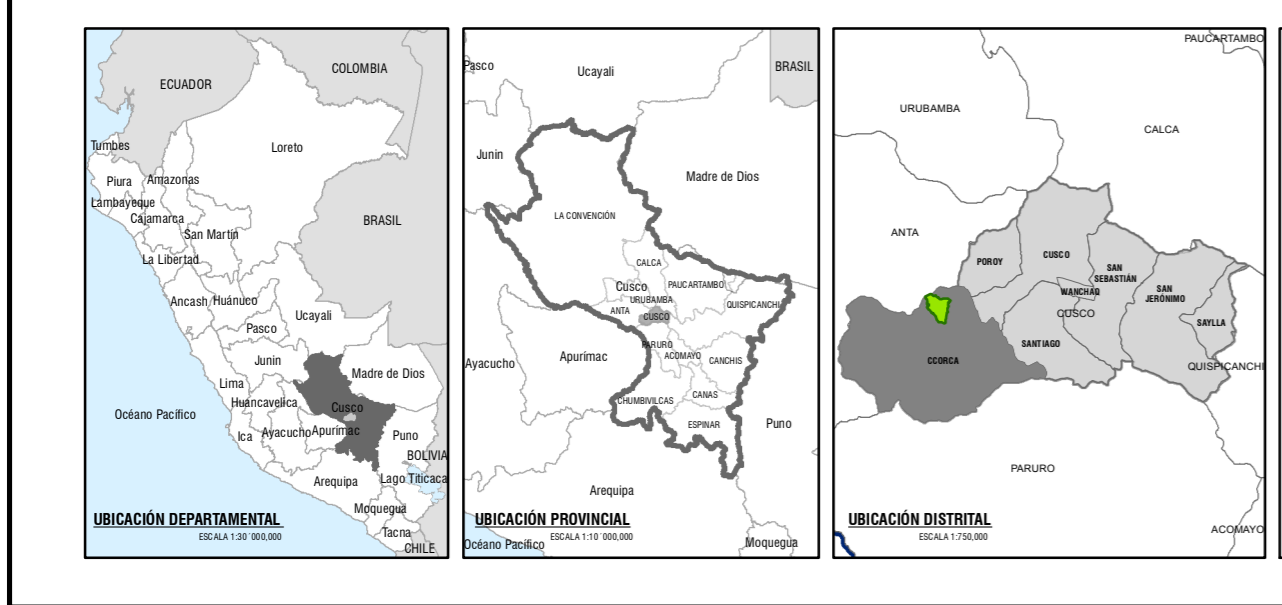 COLOMBIA
ECUADOR
Tumbes
Loreto
Piura
Amazonas
Lambayeque
Cajamarca
BRASIL
San Martín
La Libertad
Ancash
Huánuco
Ucayali
Pasco
Junin
Madre de Dios
Lima
Huancavelica
Cusco
Océano Pacífico
Ica
Ayacucho
Apurímac
Puno
BOLIVIA
Arequipa
Lago Titicaca
Moquegua
Tacna
CHILE
UBICACIÓN DEPARTAMENTAL
ESCALA 1:30´000,000
Pasco
Ucayali
BRASIL
Junin
Madre de Dios
LA CONVENCIÓN
CALCA
Cusco
PAUCARTAMBO
URUBAMBA
QUISPICANCHI
ANTA
CUSCO
PARURO
ACOMAYO
CANCHIS
Ayacucho
Apurímac
CANAS
CHUMBIVILCAS
ESPINAR
Puno
Arequipa
UBICACIÓN PROVINCIAL
ESCALA 1:10´000,000
Océano Pacífico
Moquegua
PAUCARTAMBO
URUBAMBA
CALCA
ANTA
POROY
CUSCO
SAN
SEBASTIÁN
WANCHAQ
SAN
JERÓNIMO
CUSCO
SAYLLA
SANTIAGO
CCORCA
QUISPICANCHI
PARURO
UBICACIÓN DISTRITAL
ESCALA 1:750,000
ACOMAYO